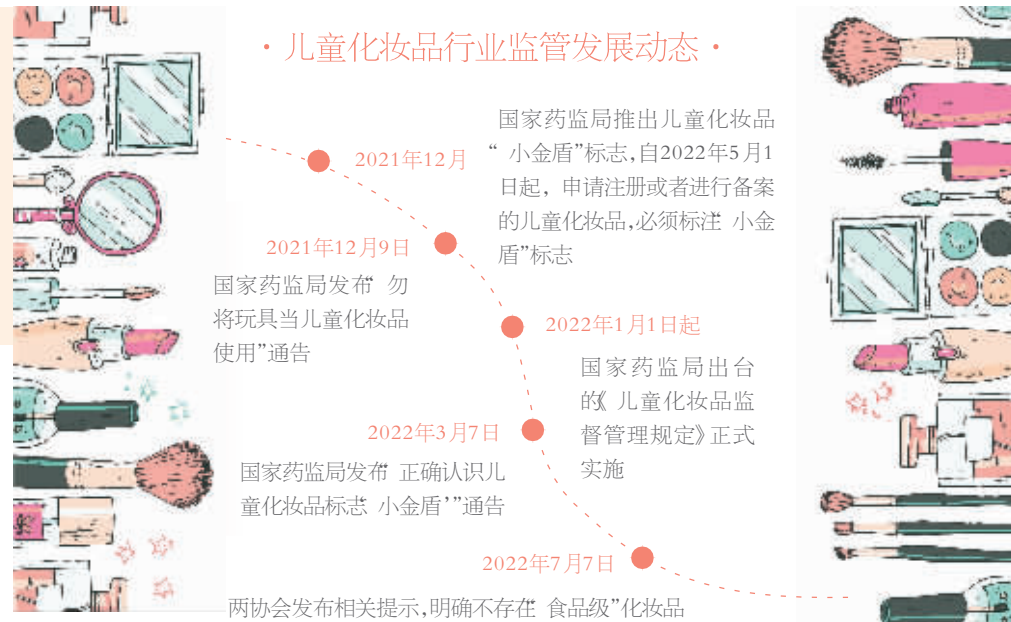 · 儿童化妆品行业监管发展动态 ·
2021年12月
国家药监局推出儿童化妆品
“小金盾”标志,自2022年5月1
日起，申请注册或者进行备案
的儿童化妆品,必须标注“小金
盾”标志
2021年12月9日
国家药监局发布“勿
将玩具当儿童化妆品
使用”通告
2022年1月1日起
国家药监局出台
的《儿童化妆品监
督管理规定》正式
实施
2022年3月7日
国家药监局发布“正确认识儿
童化妆品标志‘小金盾’”通告
2022年7月7日
两协会发布相关提示,明确不存在“食品级”化妆品